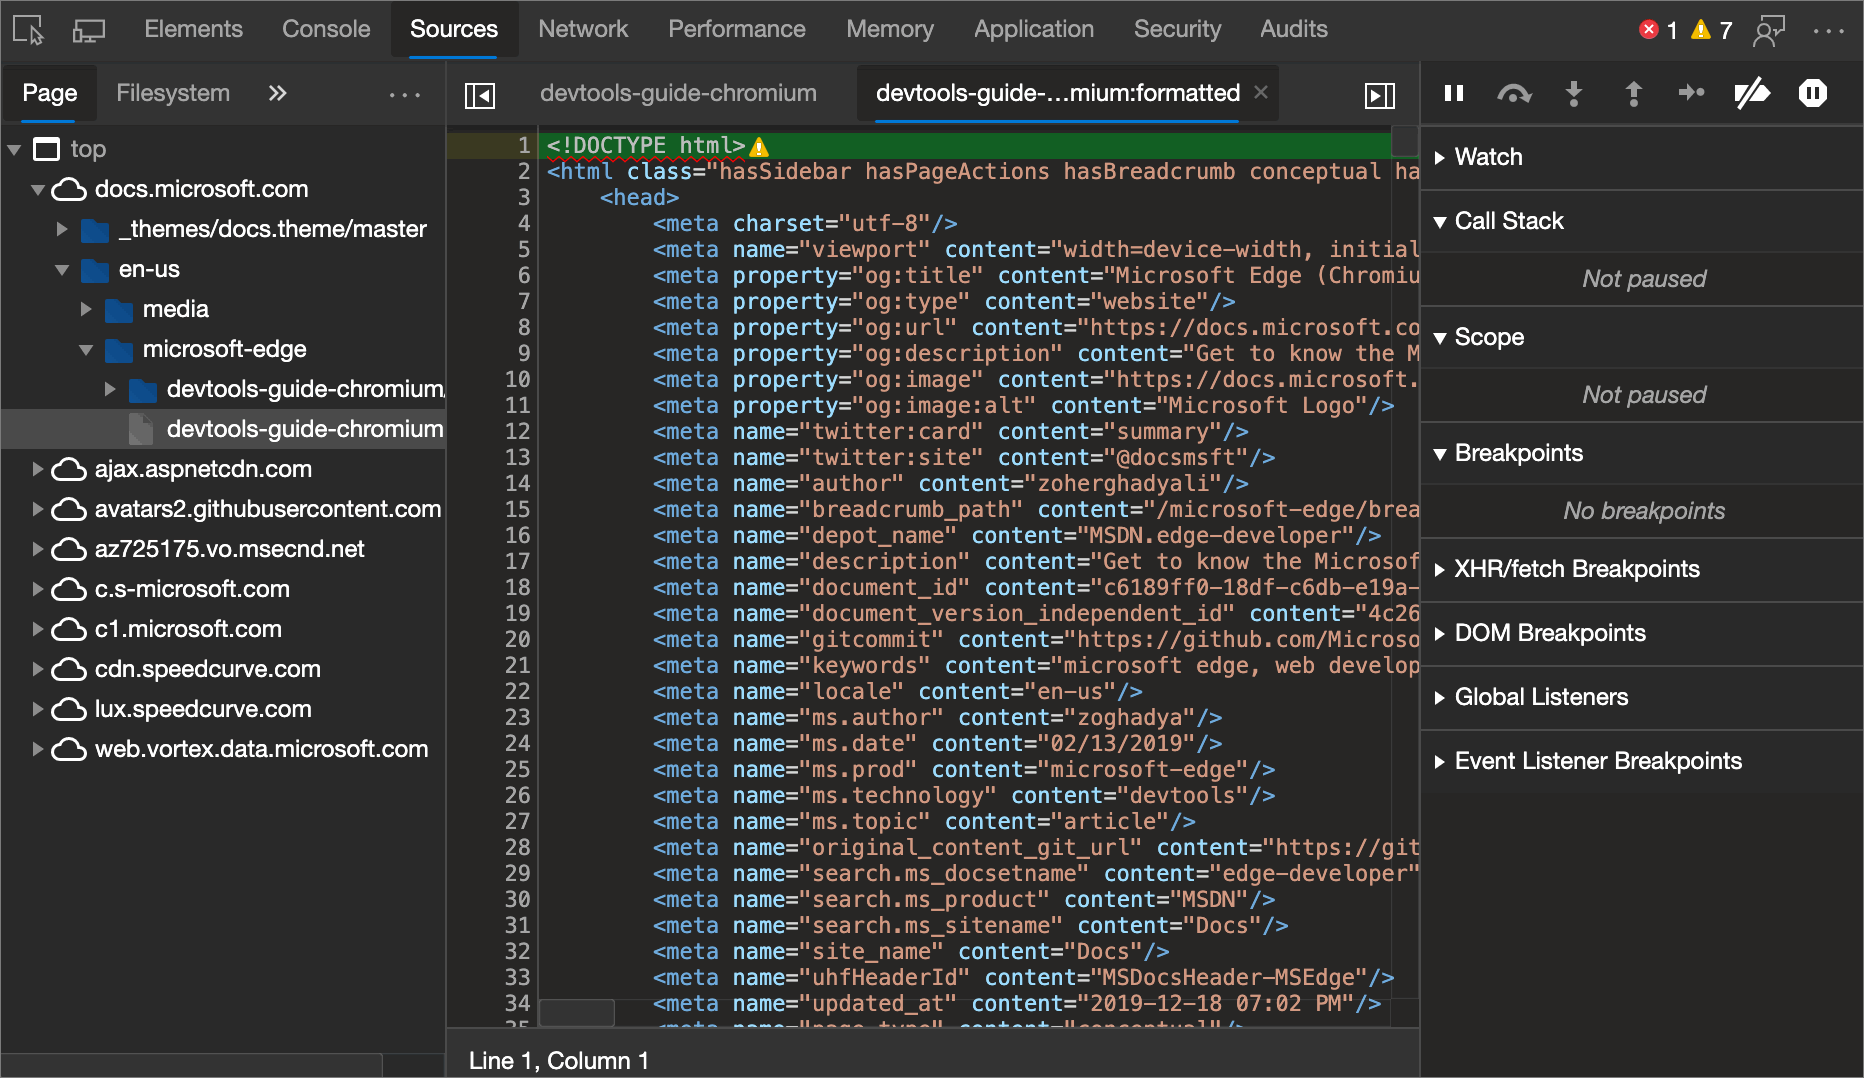 Elements Console Sources Network Performance Memory Application Security Audits 1 7
Page Filesystem
top
docs.microsoft.com
_themes/docs.theme/master
en-us
media
microsoft-edge
devtools-guide-chromium
devtools-guide-chromium
ajax.aspnetcdn.com
avatars2.githubusercontent.com
az725175.vo.msecnd.net
c.s-microsoft.com
c1.microsoft.com
cdn.speedcurve.com
lux.speedcurve.com
web.vortex.data.microsoft.com
devtools-guide-chromium devtools-guide-...mium:formatted
1 <!DOCTYPE html>
2 <html class="hasSidebar hasPageActions hasBreadcrumb conceptual ha
3 <head>
4 <meta charset="utf-8"/>
5 <meta name="viewport" content="width=device-width, initial
6 <meta property="og:title" content="Microsoft Edge (Chromiu
7 <meta property="og:type" content="website"/>
8 <meta property="og:url" content="https://docs.microsoft.co
9 <meta property="og:description" content="Get to know the M
10 <meta property="og:image" content="https://docs.microsoft.
11 <meta property="og:image:alt" content="Microsoft Logo"/>
12 <meta name="twitter:card" content="summary"/>
13 <meta name="twitter:site" content="@docsmsft"/>
14 <meta name="author" content="zoherghadyali"/>
15 <meta name="breadcrumb_path" content="/microsoft-edge/brea
16 <meta name="depot_name" content="MSDN.edge-developer"/>
17 <meta name="description" content="Get to know the Microsof
18 <meta name="document_id" content="c6189ff0-18df-c6db-e19a-
19 <meta name="document_version_independent_id" content="4c26
20 <meta name="gitcommit" content="https://github.com/Microso
21 <meta name="keywords" content="microsoft edge, web develop
22 <meta name="locale" content="en-us"/>
23 <meta name="ms.author" content="zoghadya"/>
24 <meta name="ms.date" content="02/13/2019"/>
25 <meta name="ms.prod" content="microsoft-edge"/>
26 <meta name="ms.technology" content="devtools"/>
27 <meta name="ms.topic" content="article"/>
28 <meta name="original_content_git_url" content="https://git
29 <meta name="search.ms_docsetname" content="edge-developer"
30 <meta name="search.ms_product" content="MSDN"/>
31 <meta name="search.ms_sitename" content="Docs"/>
32 <meta name="site_name" content="Docs"/>
33 <meta name="uhfHeaderId" content="MSDocsHeader-MSEdge"/>
34 <meta name="updated_at" content="2019-12-18 07:02 PM"/>
35 <meta name="page_type" content="conceptual"/>
Line 1, Column 1
Watch
Call Stack
Not paused
Scope
Not paused
Breakpoints
No breakpoints
XHR/fetch Breakpoints
DOM Breakpoints
Global Listeners
Event Listener Breakpoints